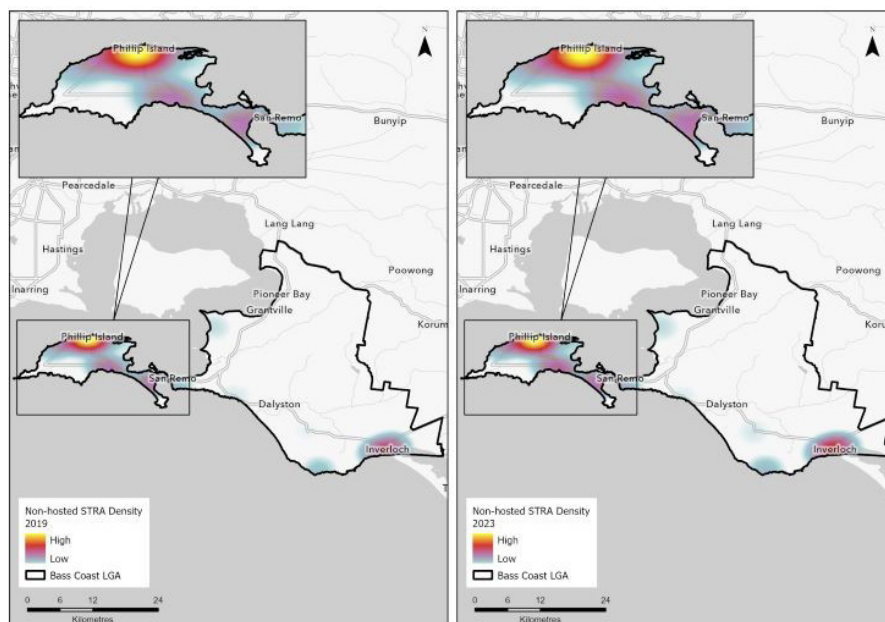 N
Phillip Island
San Remo
Bunyip
Pearcedale
Lang Lang
Hastings
Poowong
Pioneer Bay
Grantville
Korum
Phillip Island
San Remo
Dalyston
Inverloch
Non-hosted STRA Density
2019
High
Low
Bass Coast LGA
0 6 12 24
Kilometres
N
Phillip Island
San Remo
Bunyip
Pearcedale
Lang Lang
Hastings
Poowong
Pioneer Bay
Grantville
Koru
Phillip Island
San Remo
Dalyston
Inverloch
Non-hosted STRA Density
2023
High
Low
Bass Coast LGA
0 6 12 24
Kilometres